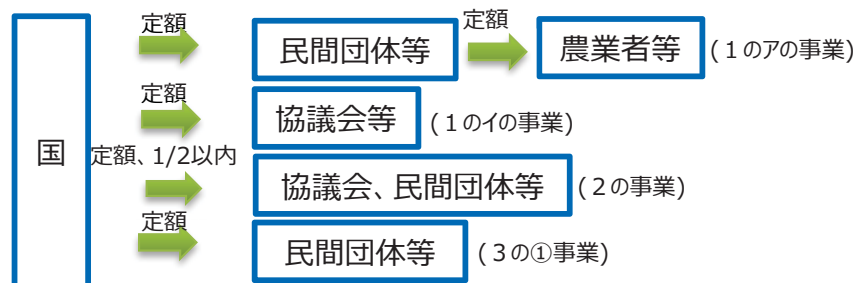 定額 定額
民間団体等 農業者等 (１のアの事業)
定額
協議会等 (１のイの事業)
国
定額、1/2以内
協議会、民間団体等 (２の事業)
定額
民間団体等 (３の①事業)